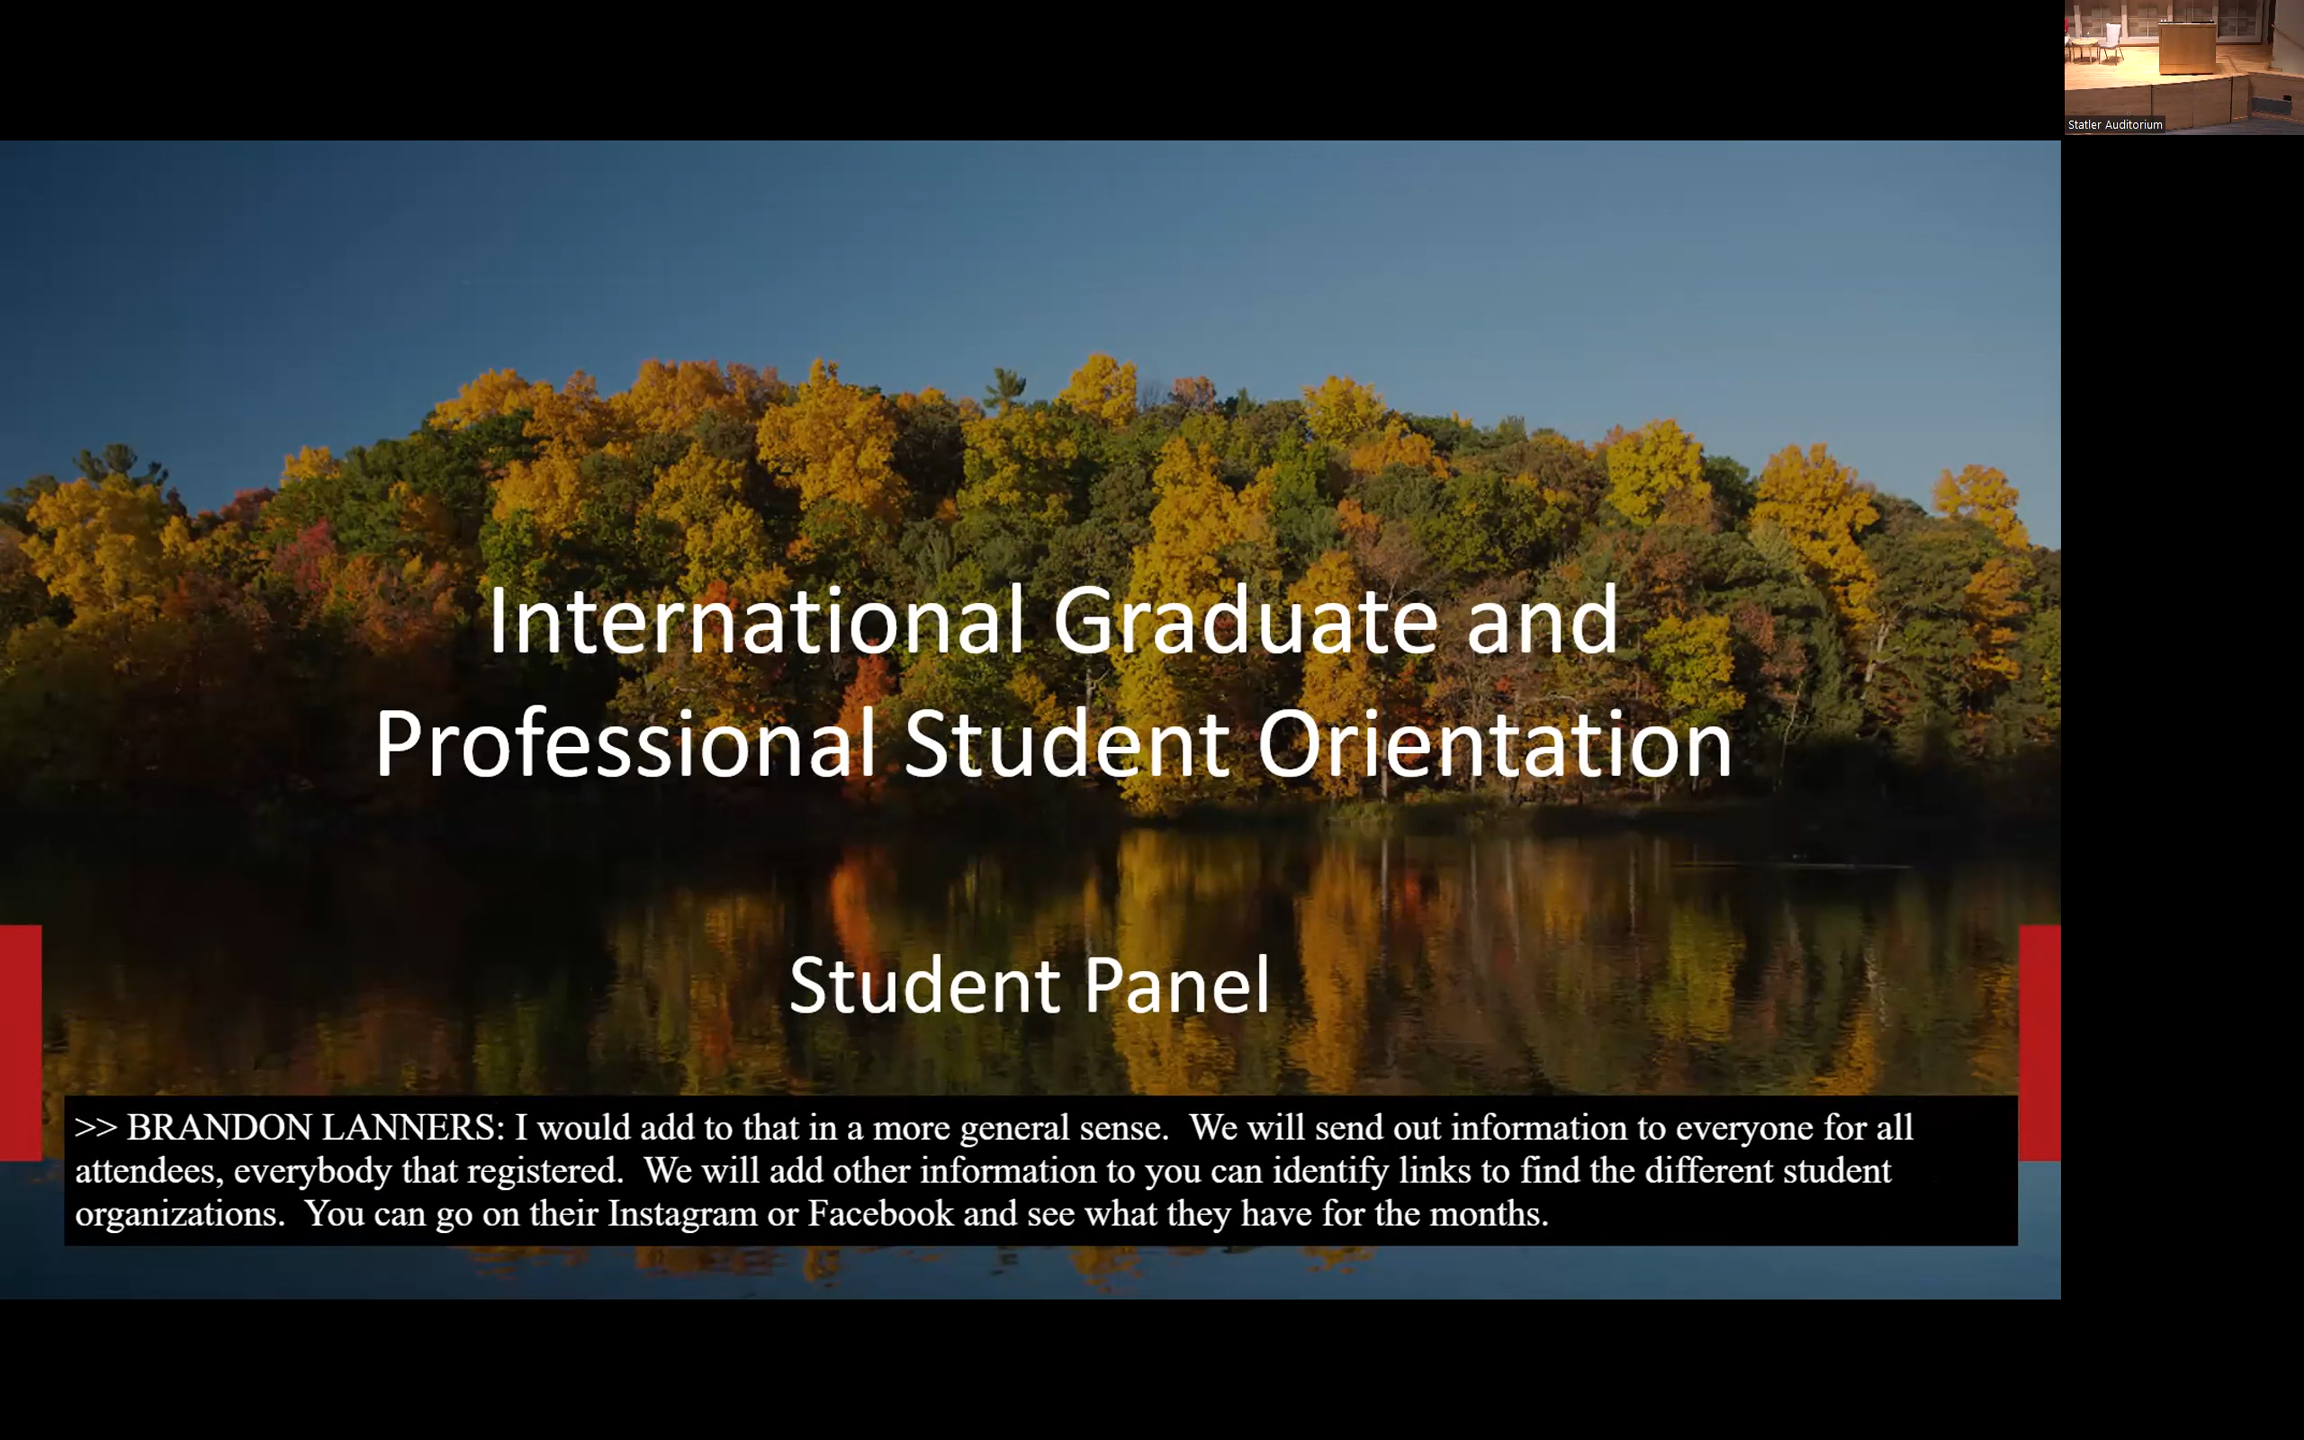 Statler Auditorium
International Graduate and
Professional Student Orientation
Student Panel
>> BRANDON LANNERS: I would add to that in a more general sense.  We will send out information to everyone for all
attendees, everybody that registered.  We will add other information to you can identify links to find the different student
organizations.  You can go on their Instagram or Facebook and see what they have for the months.